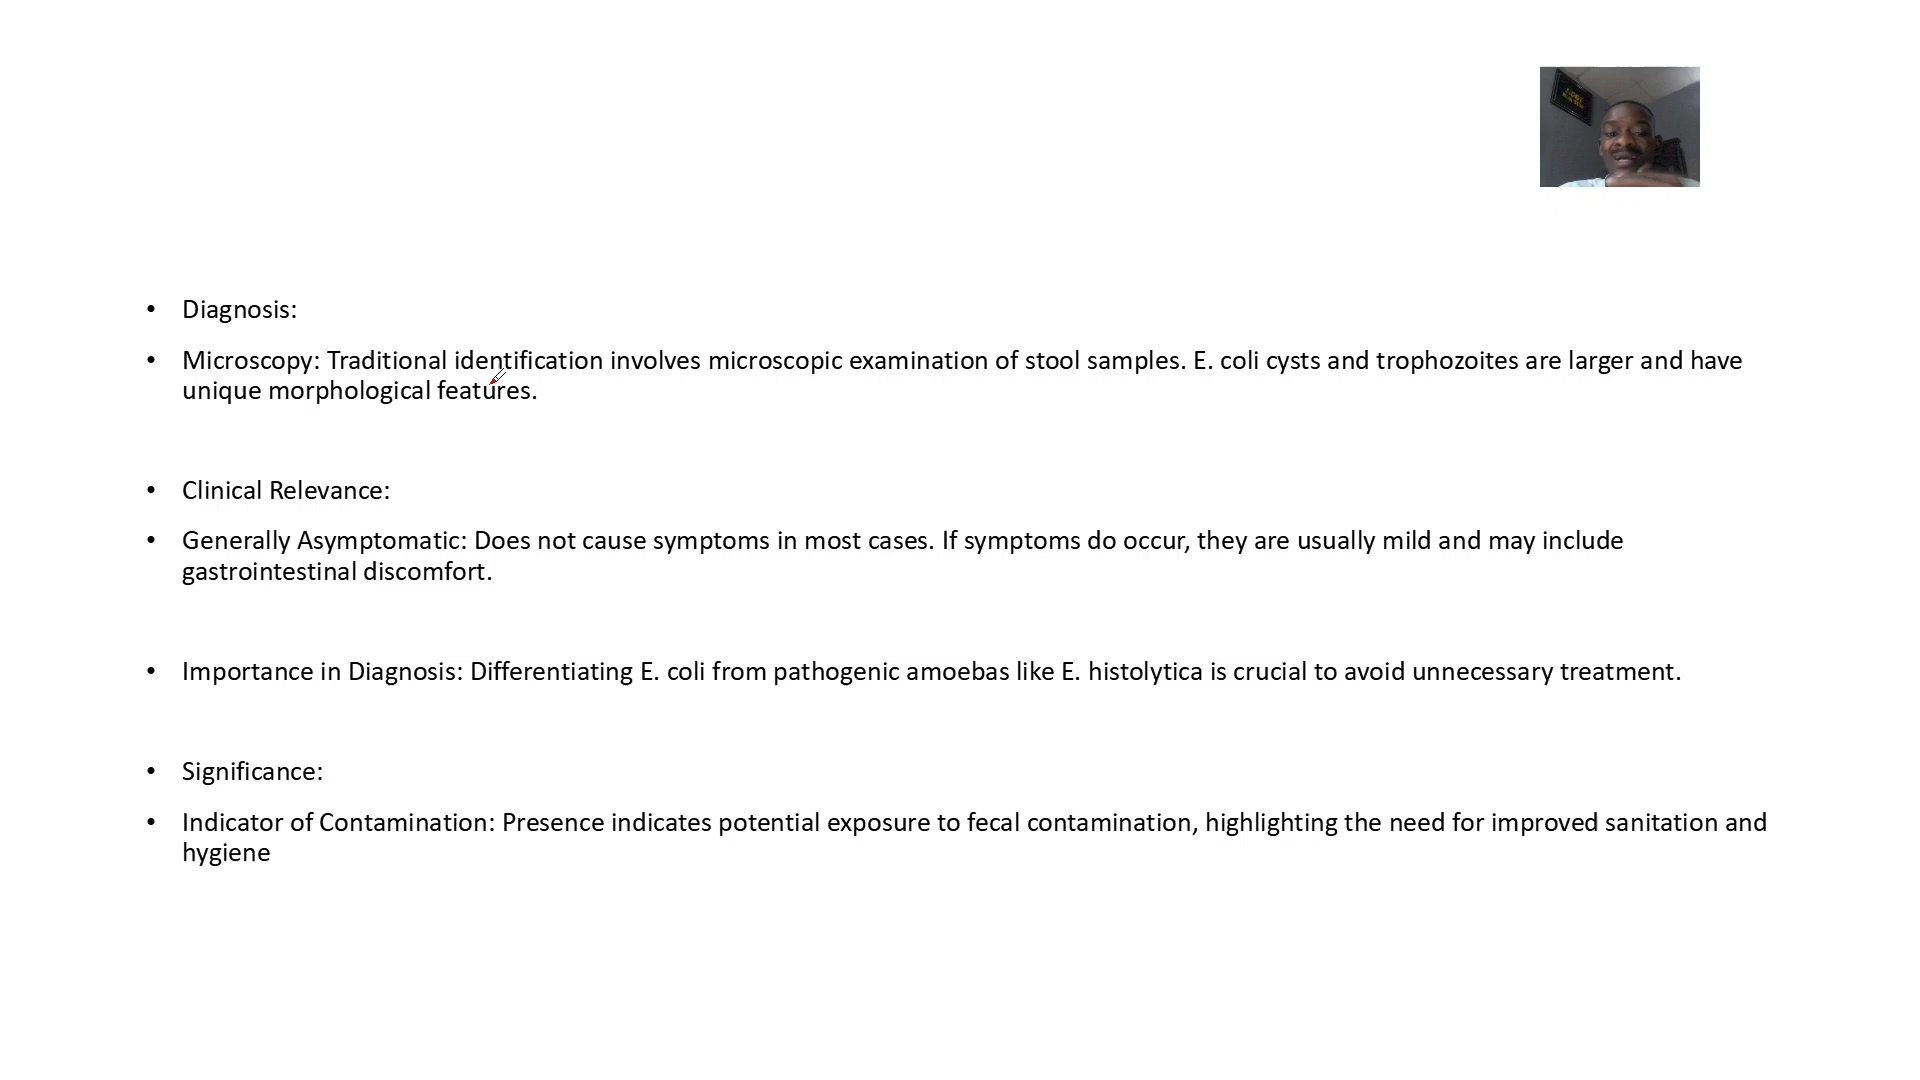 • Diagnosis:
• Microscopy: Traditional identification involves microscopic examination of stool samples. E. coli cysts and trophozoites are larger and have
unique morphological features.
• Clinical Relevance:
• Generally Asymptomatic: Does not cause symptoms in most cases. If symptoms do occur, they are usually mild and may include
gastrointestinal discomfort.
• Importance in Diagnosis: Differentiating E. coli from pathogenic amoebas like E. histolytica is crucial to avoid unnecessary treatment.
• Significance:
• Indicator of Contamination: Presence indicates potential exposure to fecal contamination, highlighting the need for improved sanitation and
hygiene